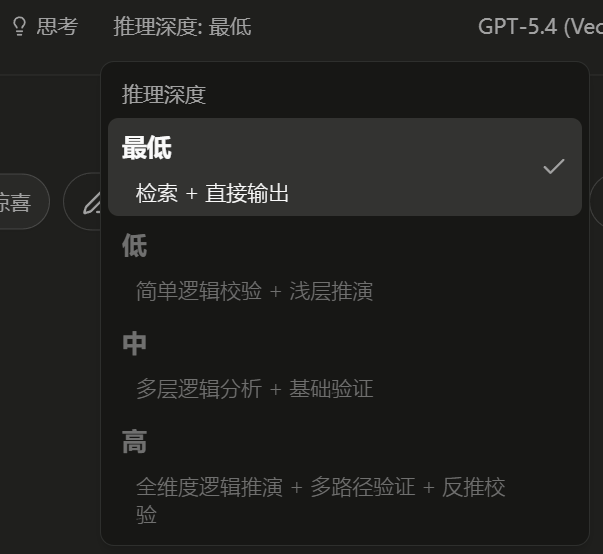 思考 推理深度: 最低 GPT-5.4 (Vec
推理深度
最低
检索 + 直接输出
惊喜
低
简单逻辑校验 + 浅层推演
中
多层逻辑分析 + 基础验证
高
全维度逻辑推演 + 多路径验证 + 反推校
验